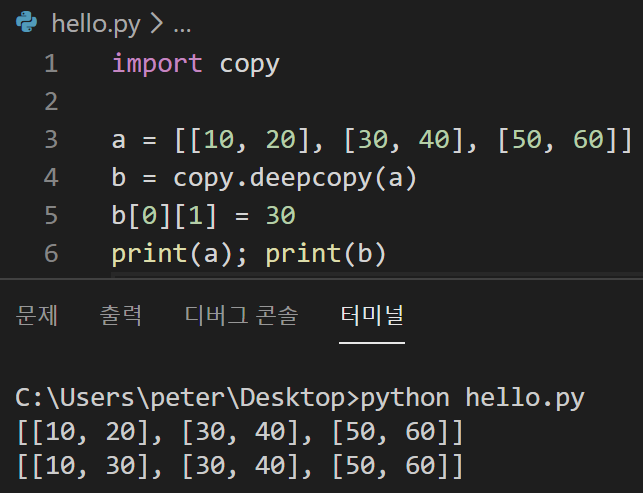 hello.py > ...
1 import copy
2
3 a = [[10, 20], [30, 40], [50, 60]]
4 b = copy.deepcopy(a)
5 b[0][1] = 30
6 print(a); print(b)
문제 출력 디버그 콘솔 터미널
C:\Users\peter\Desktop>python hello.py
[[10, 20], [30, 40], [50, 60]]
[[10, 30], [30, 40], [50, 60]]